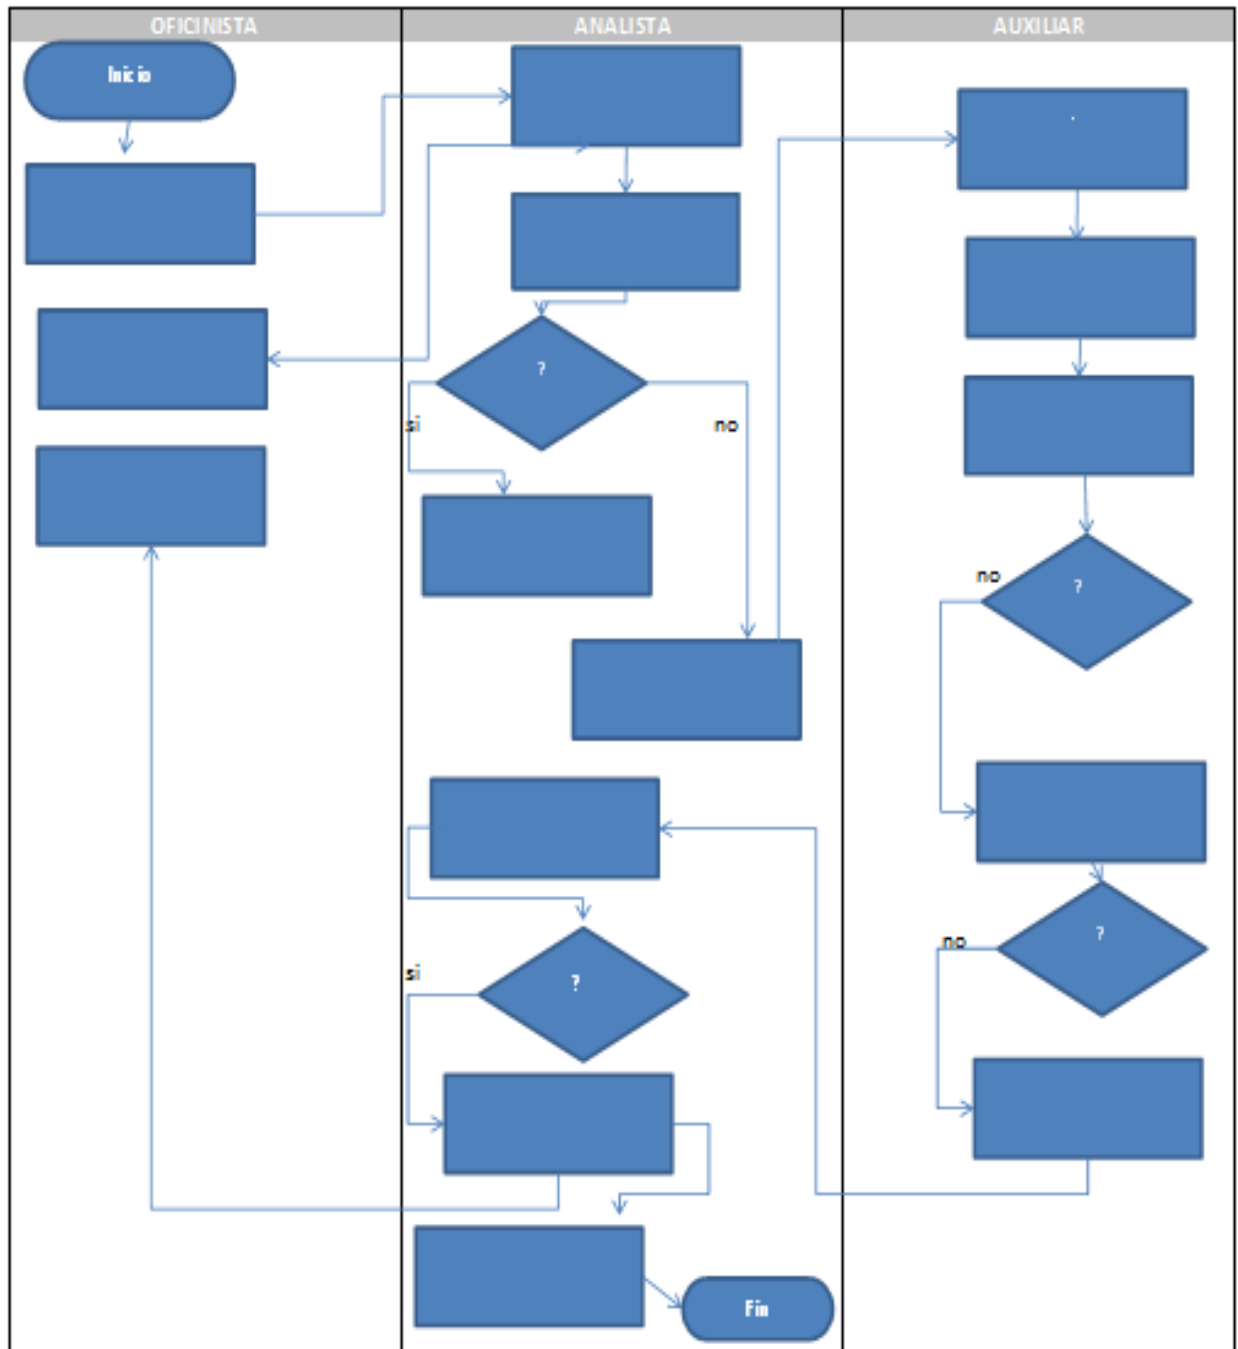 OFICINISTA
ANALISTA
AUXILIAR
Inicio
.
?
si
no
no
?
no
?
si
?
Fin